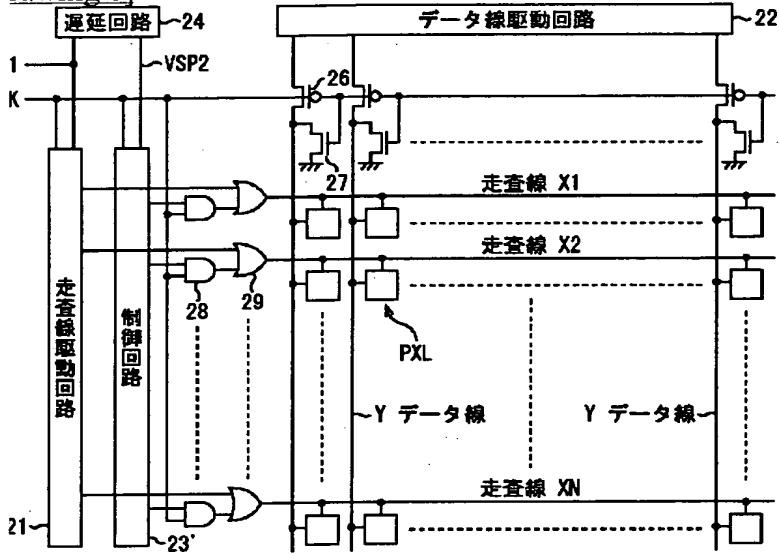 遅延回路
24
データ線駆動回路
22
1
VSP2
K
26
27
走査線 X1
走査線 X2
28
29
PXL
走査線駆動回路
制御回路
Y データ線
Y データ線
走査線 XN
21
23'